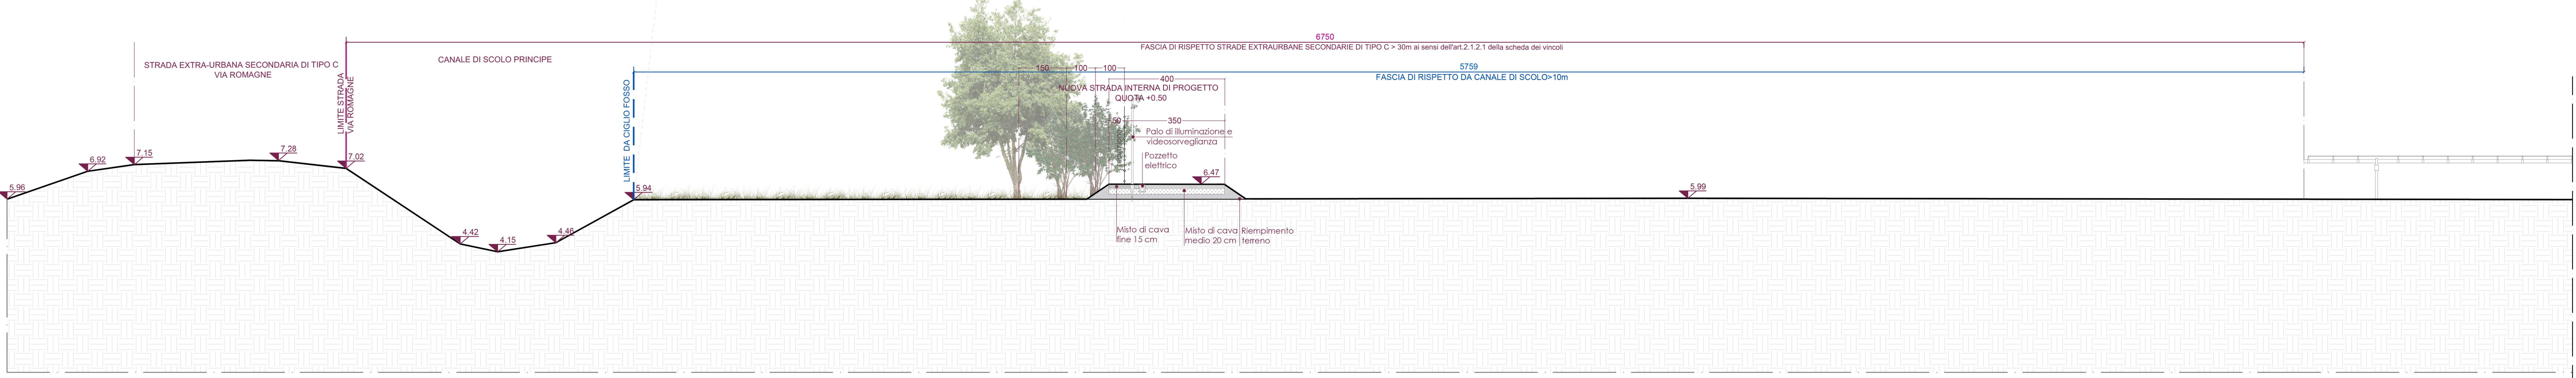 6750
FASCIA DI RISPETTO STRADE EXTRAURBANE SECONDARIE DI TIPO C > 30m ai sensi dell'art.2.1.2.1 della scheda dei vincoli
STRADA EXTRA-URBANA SECONDARIA DI TIPO C
VIA ROMAGNE
CANALE DI SCOLO PRINCIPE
LIMITE STRADA
VIA ROMAGNE
5759
FASCIA DI RISPETTO DA CANALE DI SCOLO>10m
LIMITE DA CIGLIO FOSSO
150
100
100
400
NUOVA STRADA INTERNA DI PROGETTO
QUOTA +0.50
50
350
Palo di illuminazione e
videosorveglianza
Pozzetto
elettrico
5.96
6.92
7.15
7.28
7.02
4.42
4.15
4.46
5.94
6.47
5.99
Misto di cava
fine 15 cm
Misto di cava
medio 20 cm
Riempimento
terreno